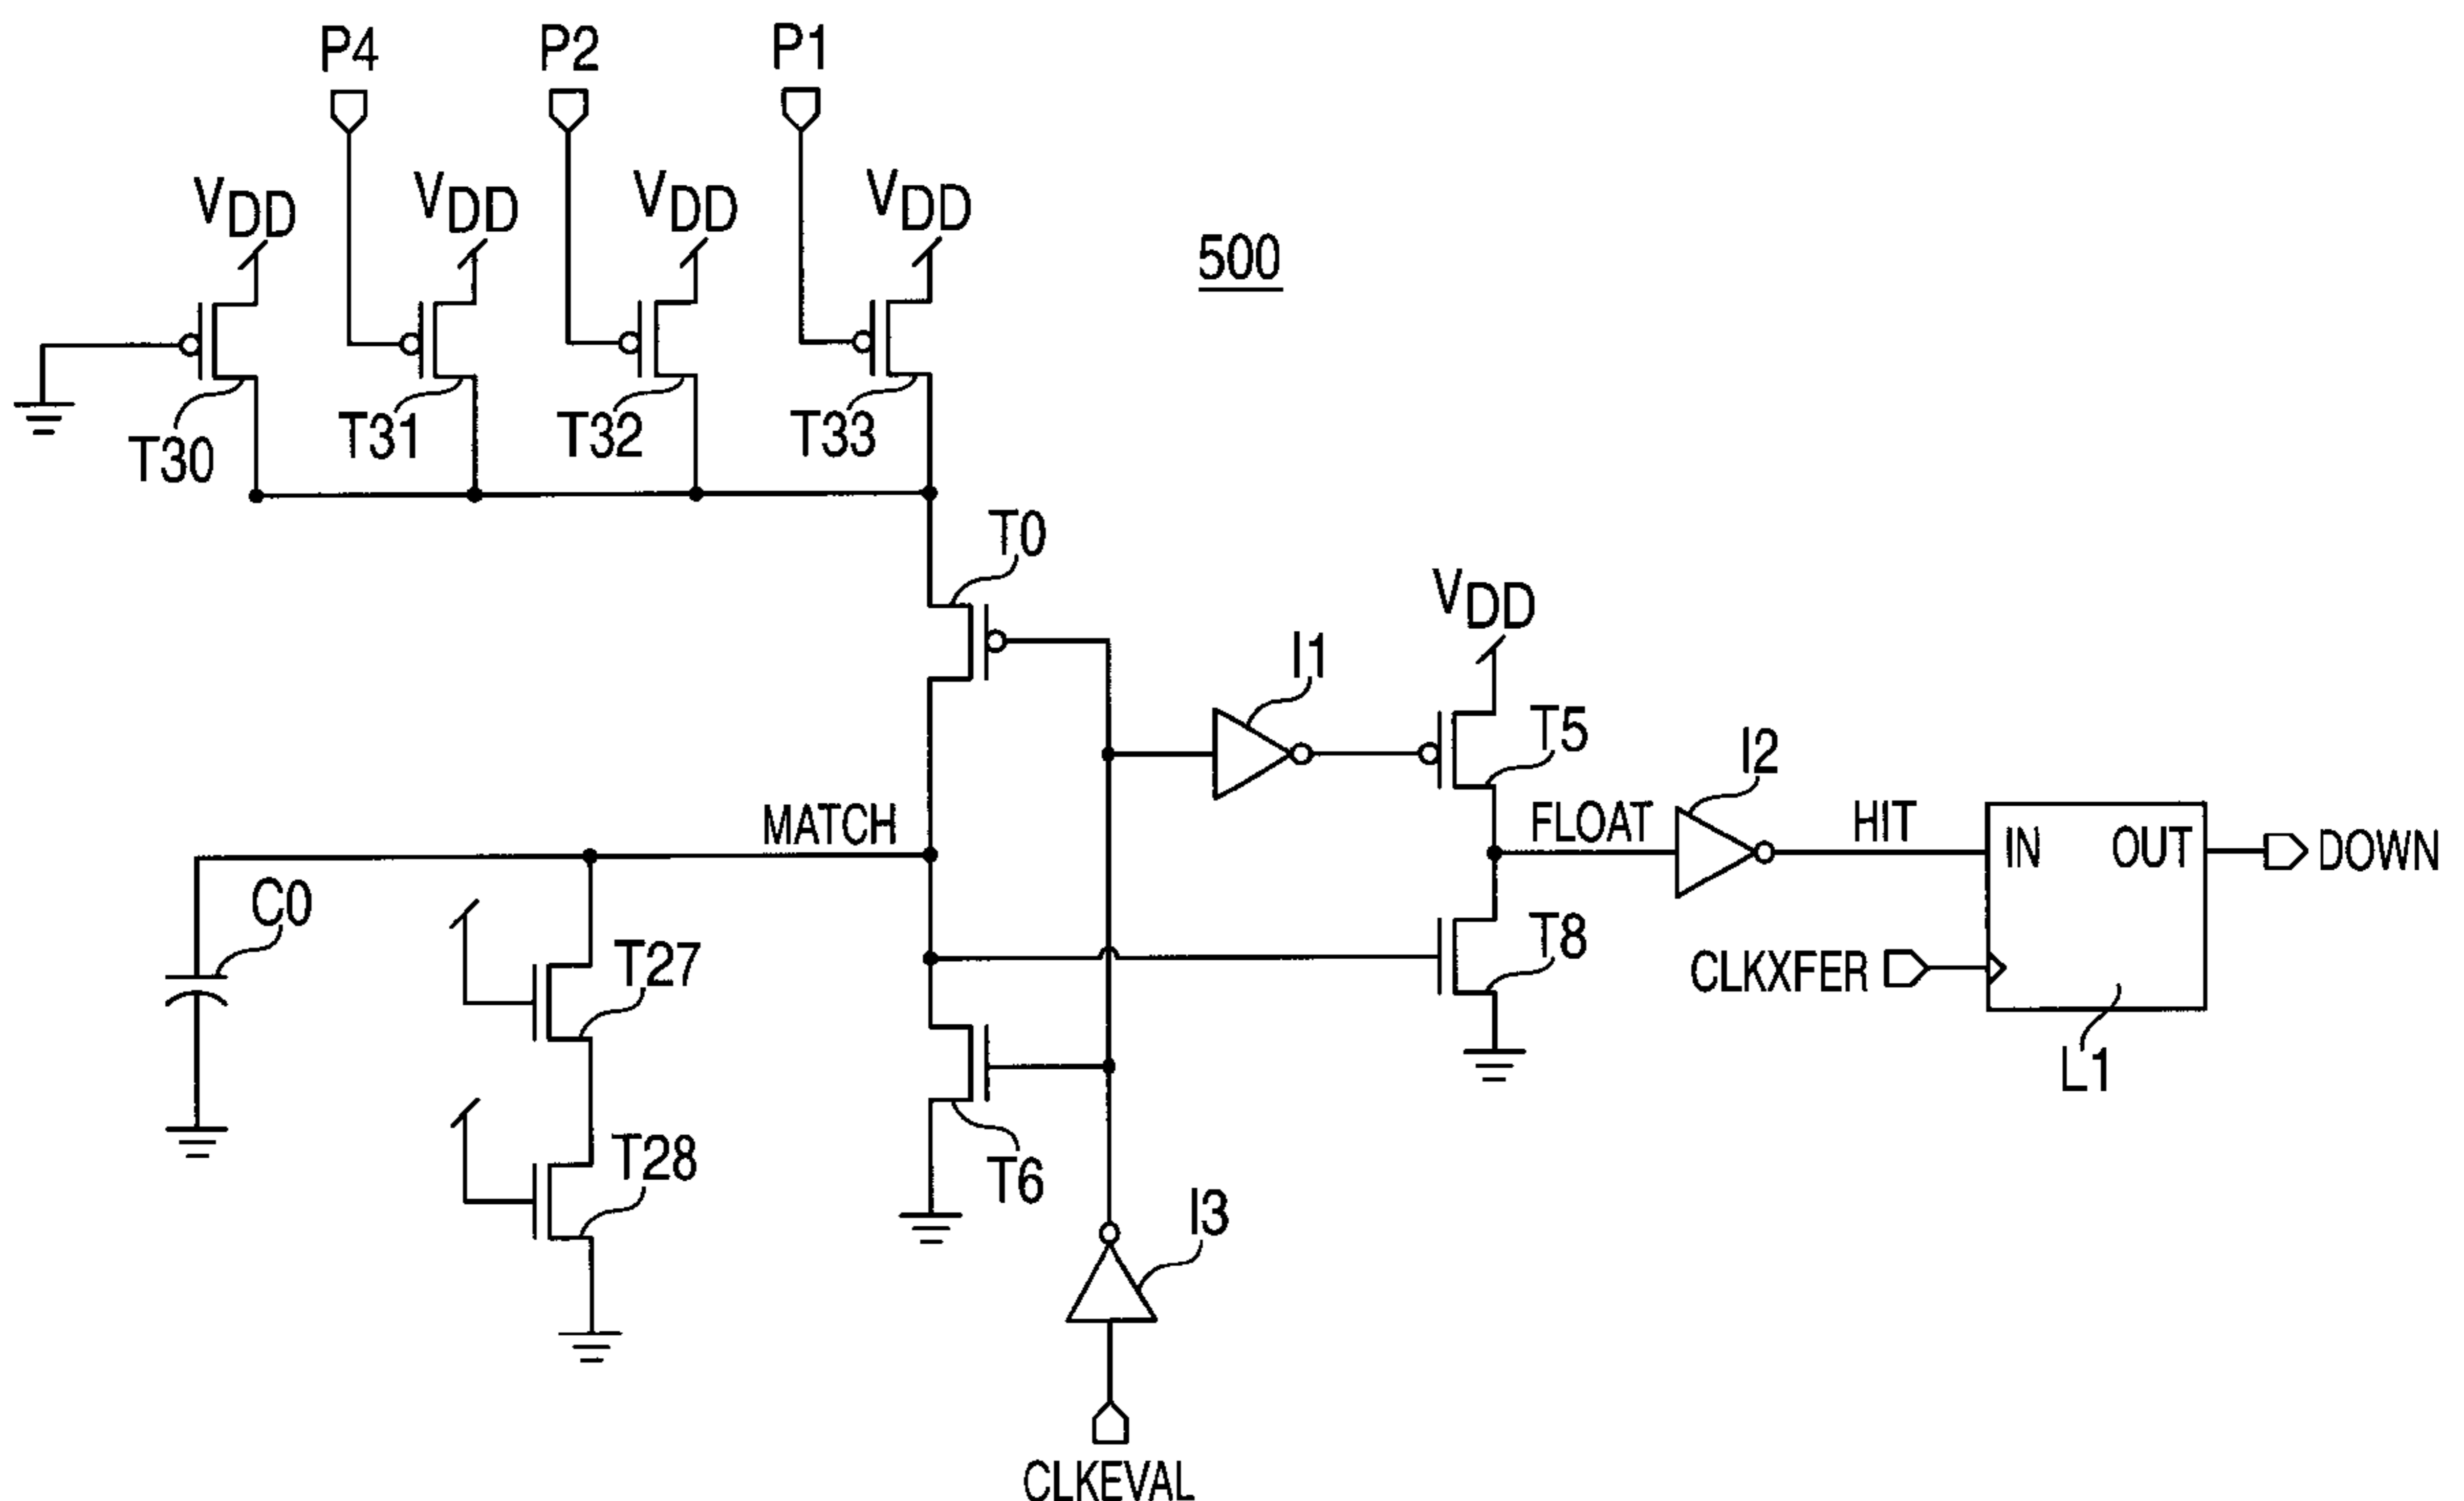 P4
P2
P1
VDD
VDD
VDD
VDD
500
T30
T31
T32
T33
T0
VDD
I1
T5
I2
MATCH
FLOAT
HIT
IN
OUT
DOWN
C0
T27
T8
CLKXFER
L1
T28
T6
I3
CLKEVAL